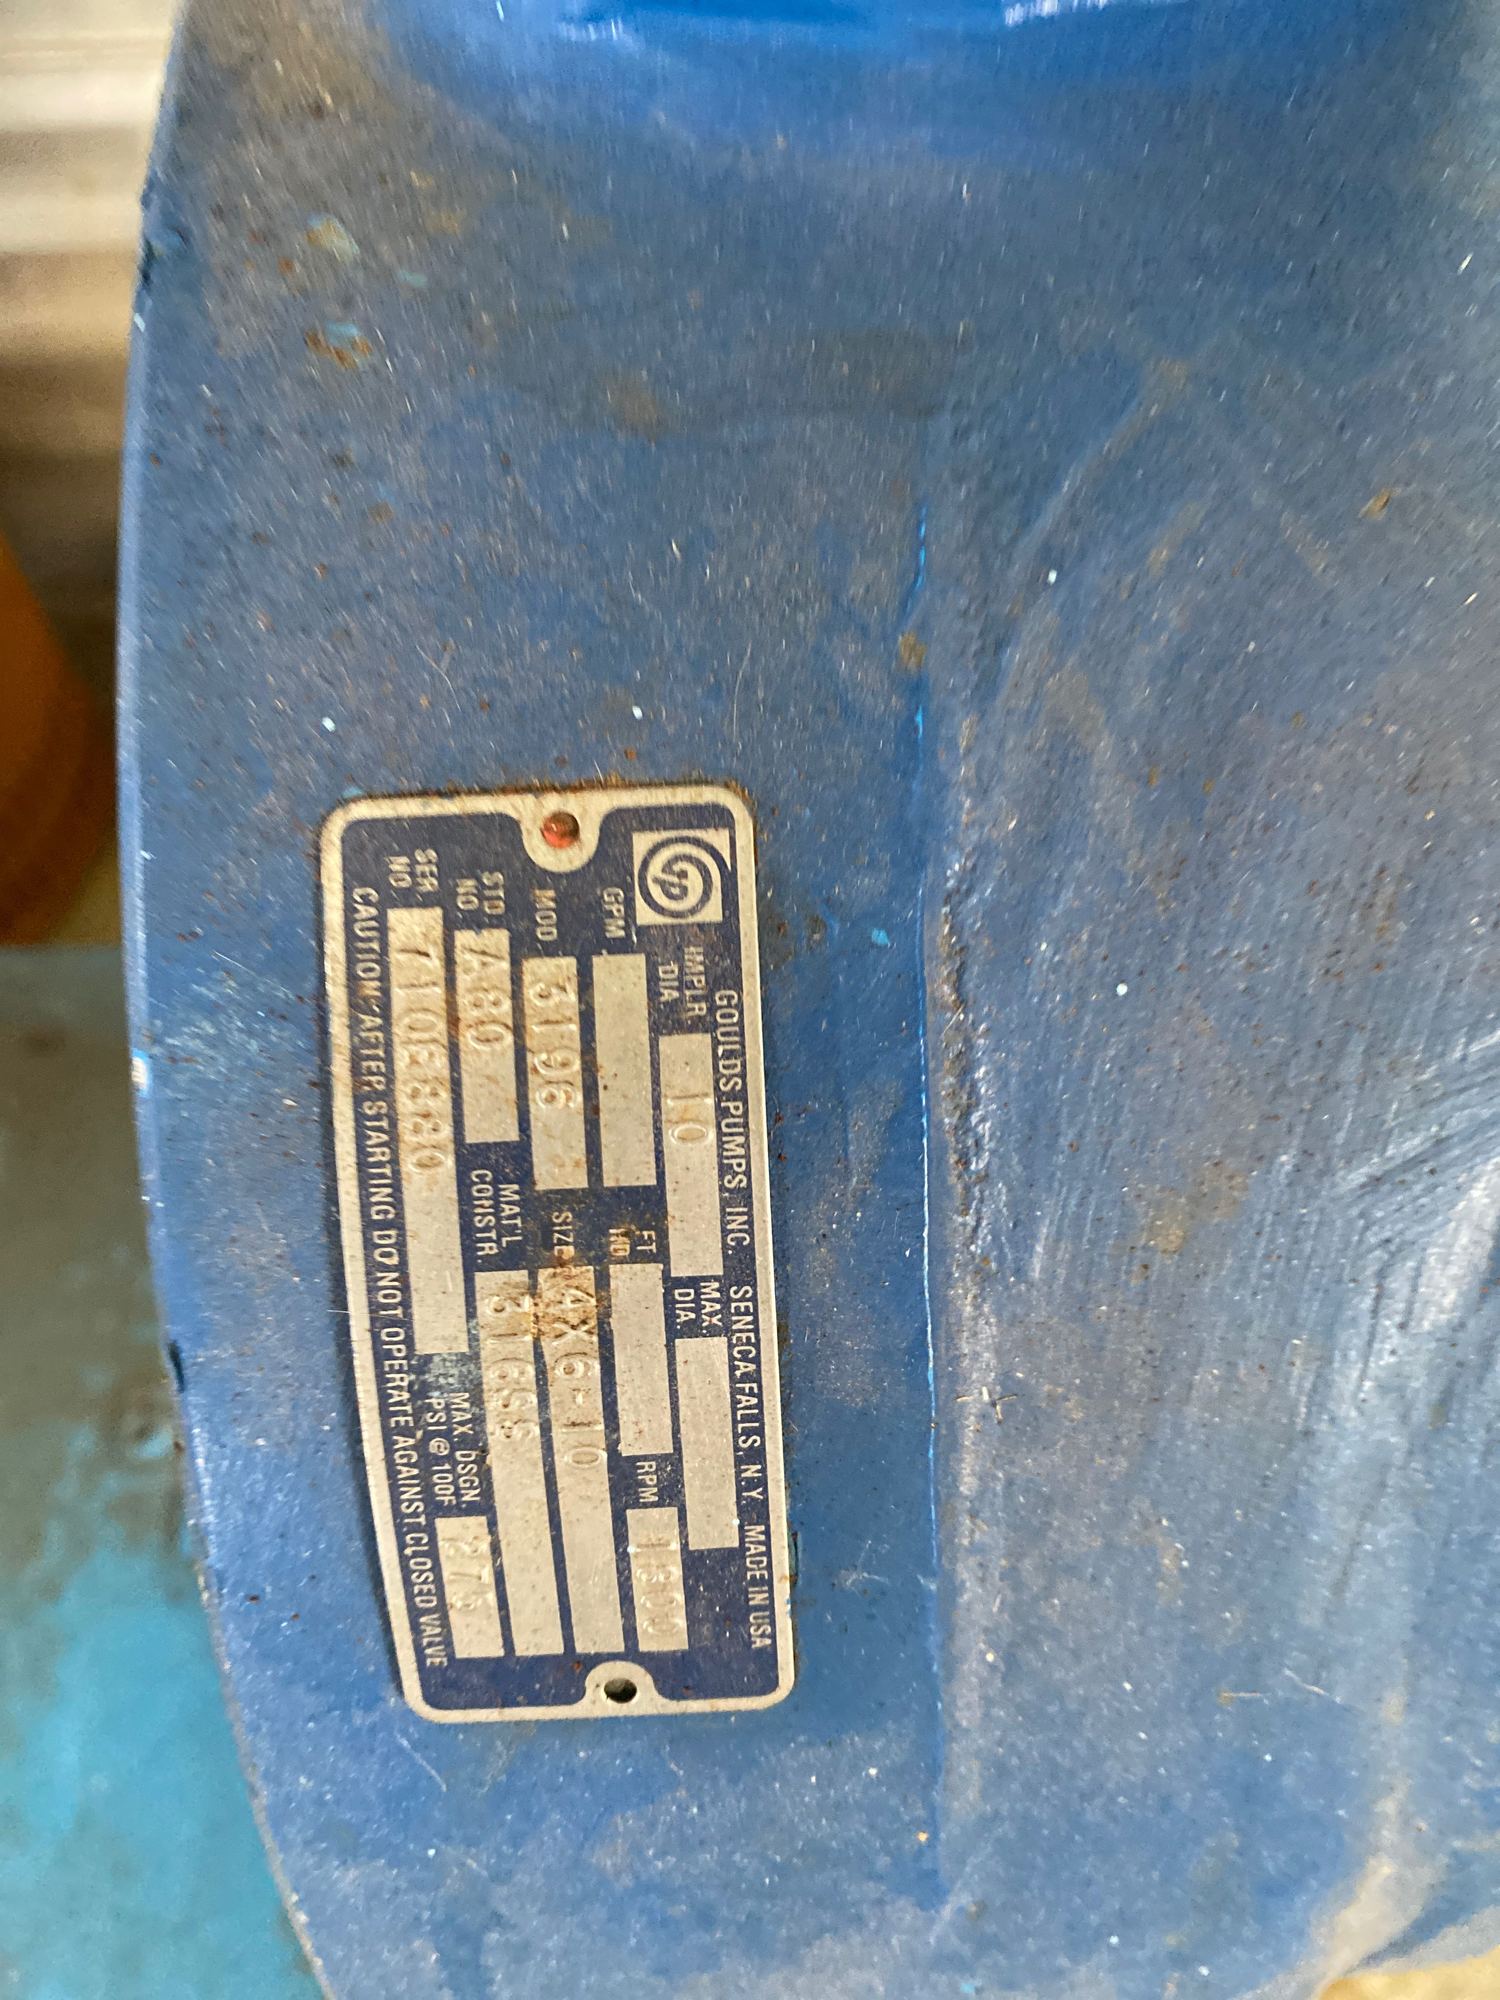 GOULDS PUMPS, INC. SENECA FALLS, N.Y. MADE IN USA
IMPLR DIA. 10 MAX. DIA.
GPM FT HD RPM 1800
MOD 3196 SIZE 4X6-10
STD NO. A80 MAT'L CONSTR. 316SS
SER. NO. MAX. DSGN. PSI @ 100F 275
CAUTION: AFTER STARTING DO NOT OPERATE AGAINST CLOSED VALVE